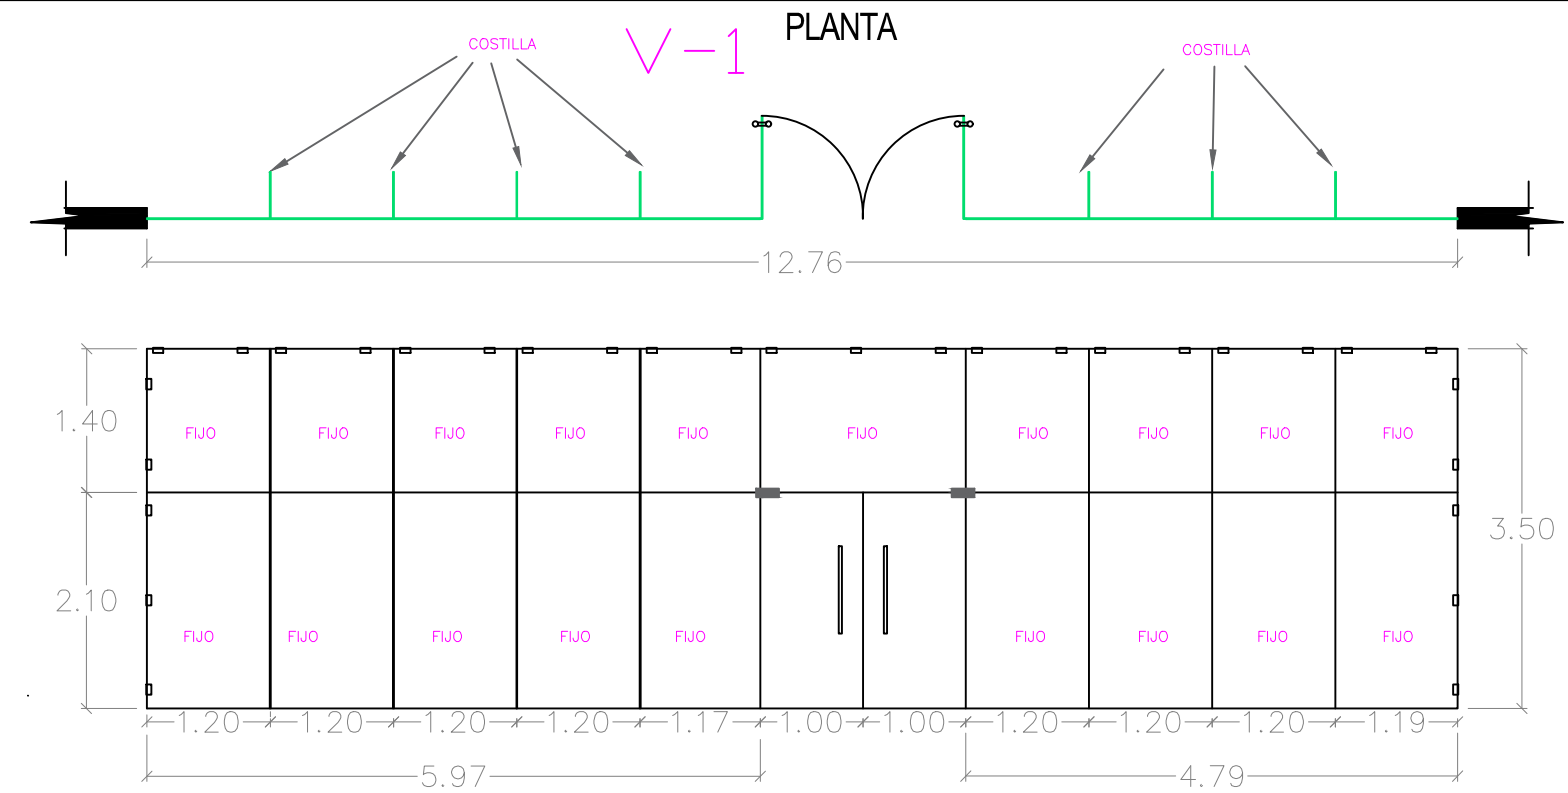 PLANTA
V-1
COSTILLA
COSTILLA
12.76
1.40
FIJO FIJO FIJO FIJO FIJO FIJO FIJO FIJO FIJO FIJO
3.50
2.10
FIJO FIJO FIJO FIJO FIJO FIJO FIJO FIJO FIJO
1.20 1.20 1.20 1.20 1.17 1.00 1.00 1.20 1.20 1.20 1.19
5.97 4.79